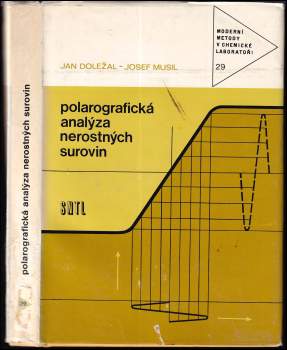 polarografická analýza nerostných surovin
JAN DOLEŽAL – JOSEF MUSIL
MODERNÍ
METODY
V CHEMICKÉ
LABORATOŘI
29
polarografická
analýza
nerostných
surovin
SNTL